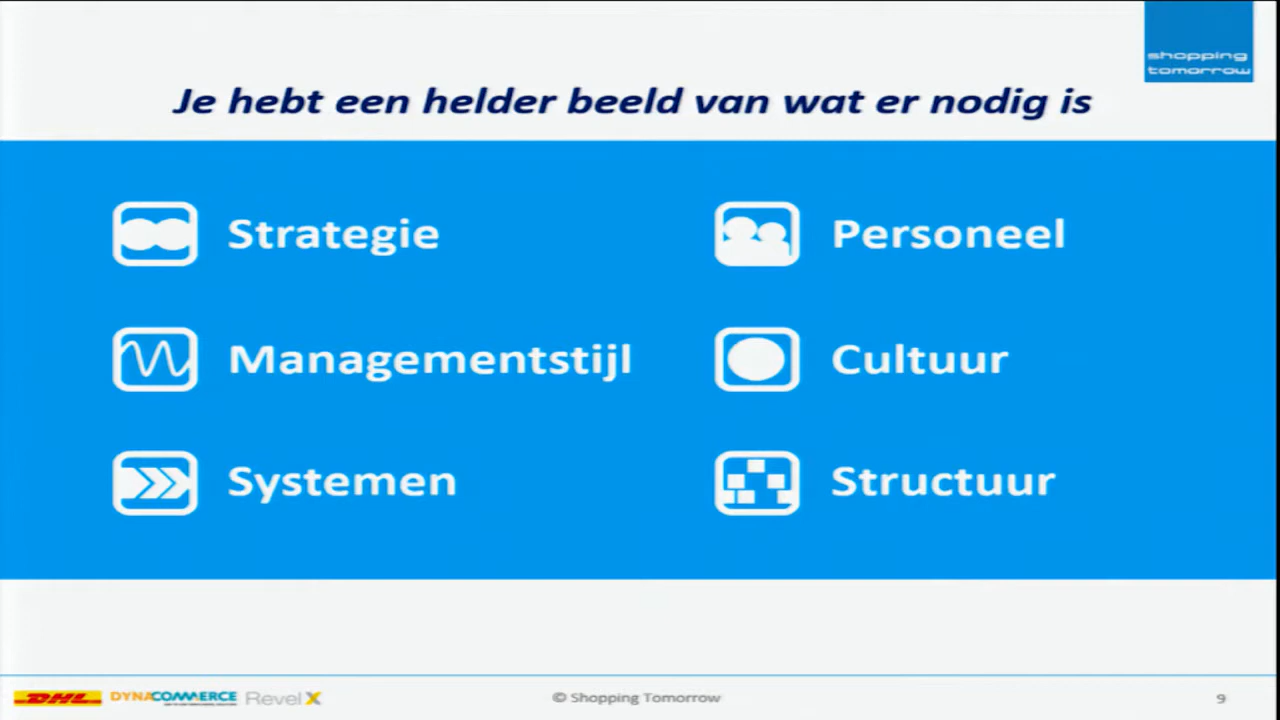 shopping
tomorrow
Je hebt een helder beeld van wat er nodig is
Strategie
Personeel
Managementstijl
Cultuur
Systemen
Structuur
DHL
DYNACOMMERCE
Revel X
© Shopping Tomorrow
9